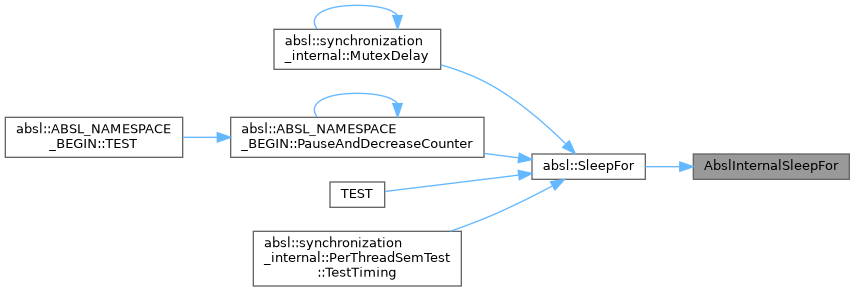 absl::synchronization
_internal::MutexDelay
absl::ABSL_NAMESPACE
_BEGIN::TEST
absl::ABSL_NAMESPACE
_BEGIN::PauseAndDecreaseCounter
absl::SleepFor
AbslInternalSleepFor
TEST
absl::synchronization
_internal::PerThreadSemTest
::TestTiming